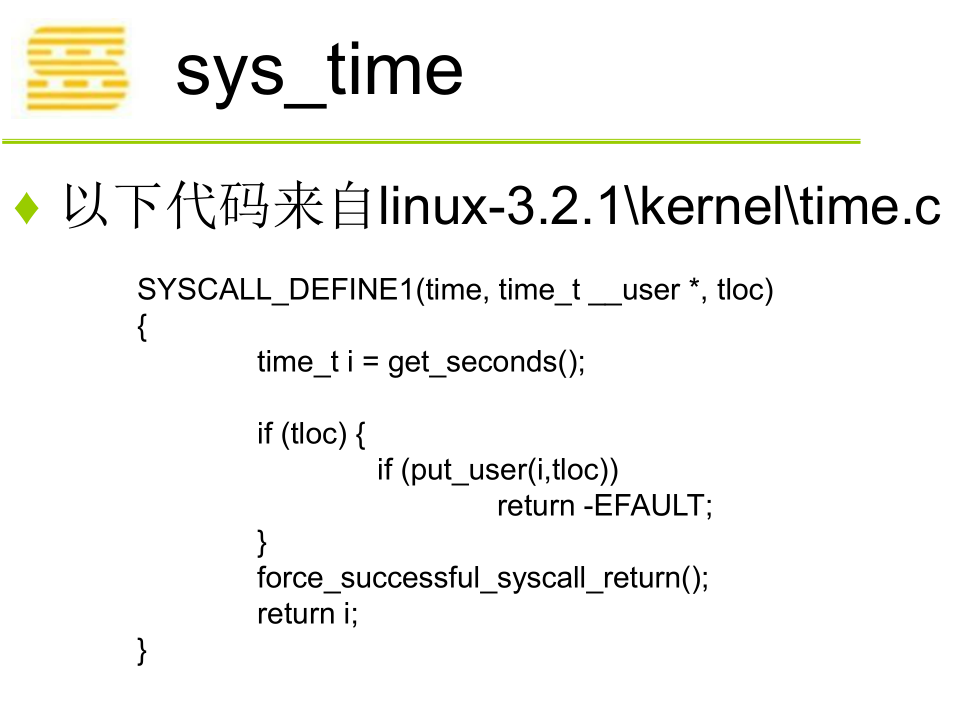 sys_time
以下代码来自linux-3.2.1\kernel\time.c
SYSCALL_DEFINE1(time, time_t __user *, tloc)
{
time_t i = get_seconds();
if (tloc) {
if (put_user(i,tloc))
return -EFAULT;
}
force_successful_syscall_return();
return i;
}